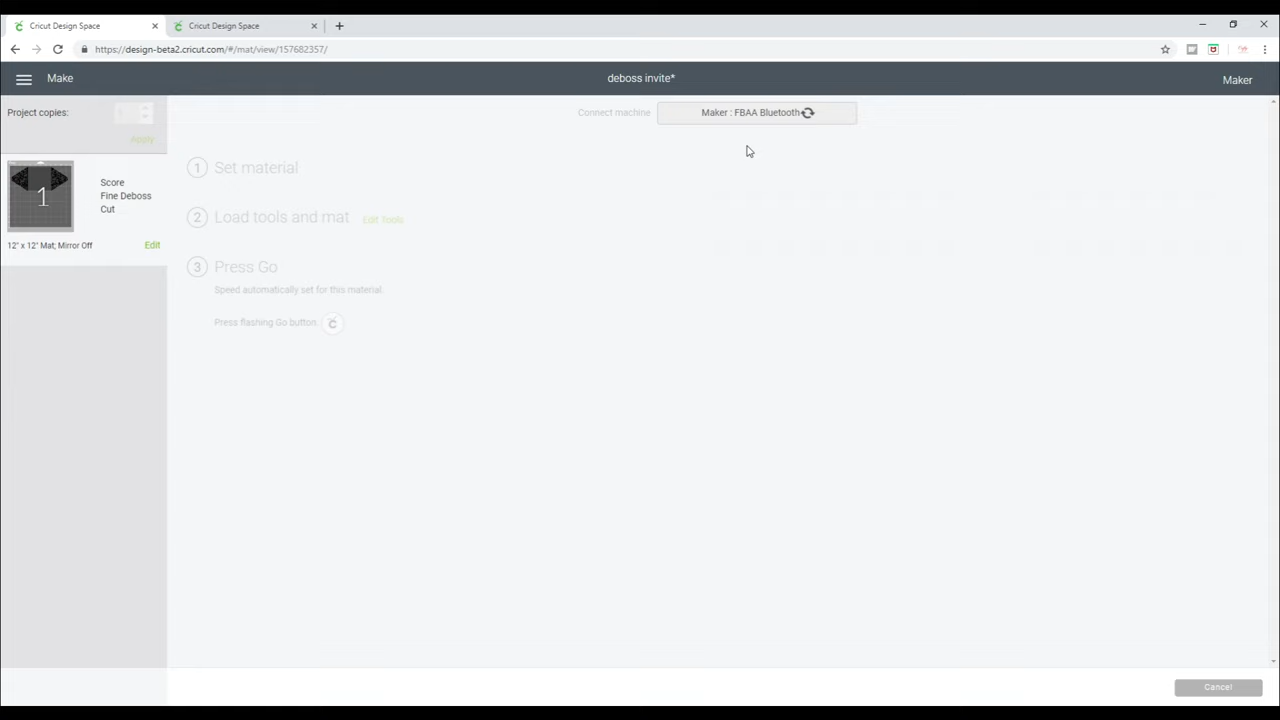 Cricut Design Space
Cricut Design Space
https://design-beta2.cricut.com/#/mat/view/157682357/
Make
deboss invite*
Maker
Project copies:
Apply
Connect machine
Maker : FBAA Bluetooth
1
Score
Fine Deboss
Cut
12" x 12" Mat; Mirror Off
Edit
1 Set material
2 Load tools and mat Edit Tools
3 Press Go
Speed automatically set for this material.
Press flashing Go button.
Cancel